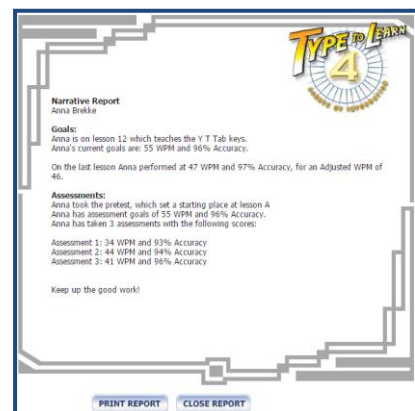 TYPE TO LEARN
4
Narrative Report
Anna Brekke
Goals:
Anna is on lesson 12 which teaches the Y T Tab keys.
Anna's current goals are: 55 WPM and 96% Accuracy.
On the last lesson Anna performed at 47 WPM and 97% Accuracy, for an Adjusted WPM of
46.
Assessments:
Anna took the pretest, which set a starting place at lesson A
Anna has assessment goals of 55 WPM and 96% Accuracy.
Anna has taken 3 assessments with the following scores:
Assessment 1: 34 WPM and 93% Accuracy
Assessment 2: 44 WPM and 94% Accuracy
Assessment 3: 41 WPM and 96% Accuracy
Keep up the good work!
PRINT REPORT CLOSE REPORT